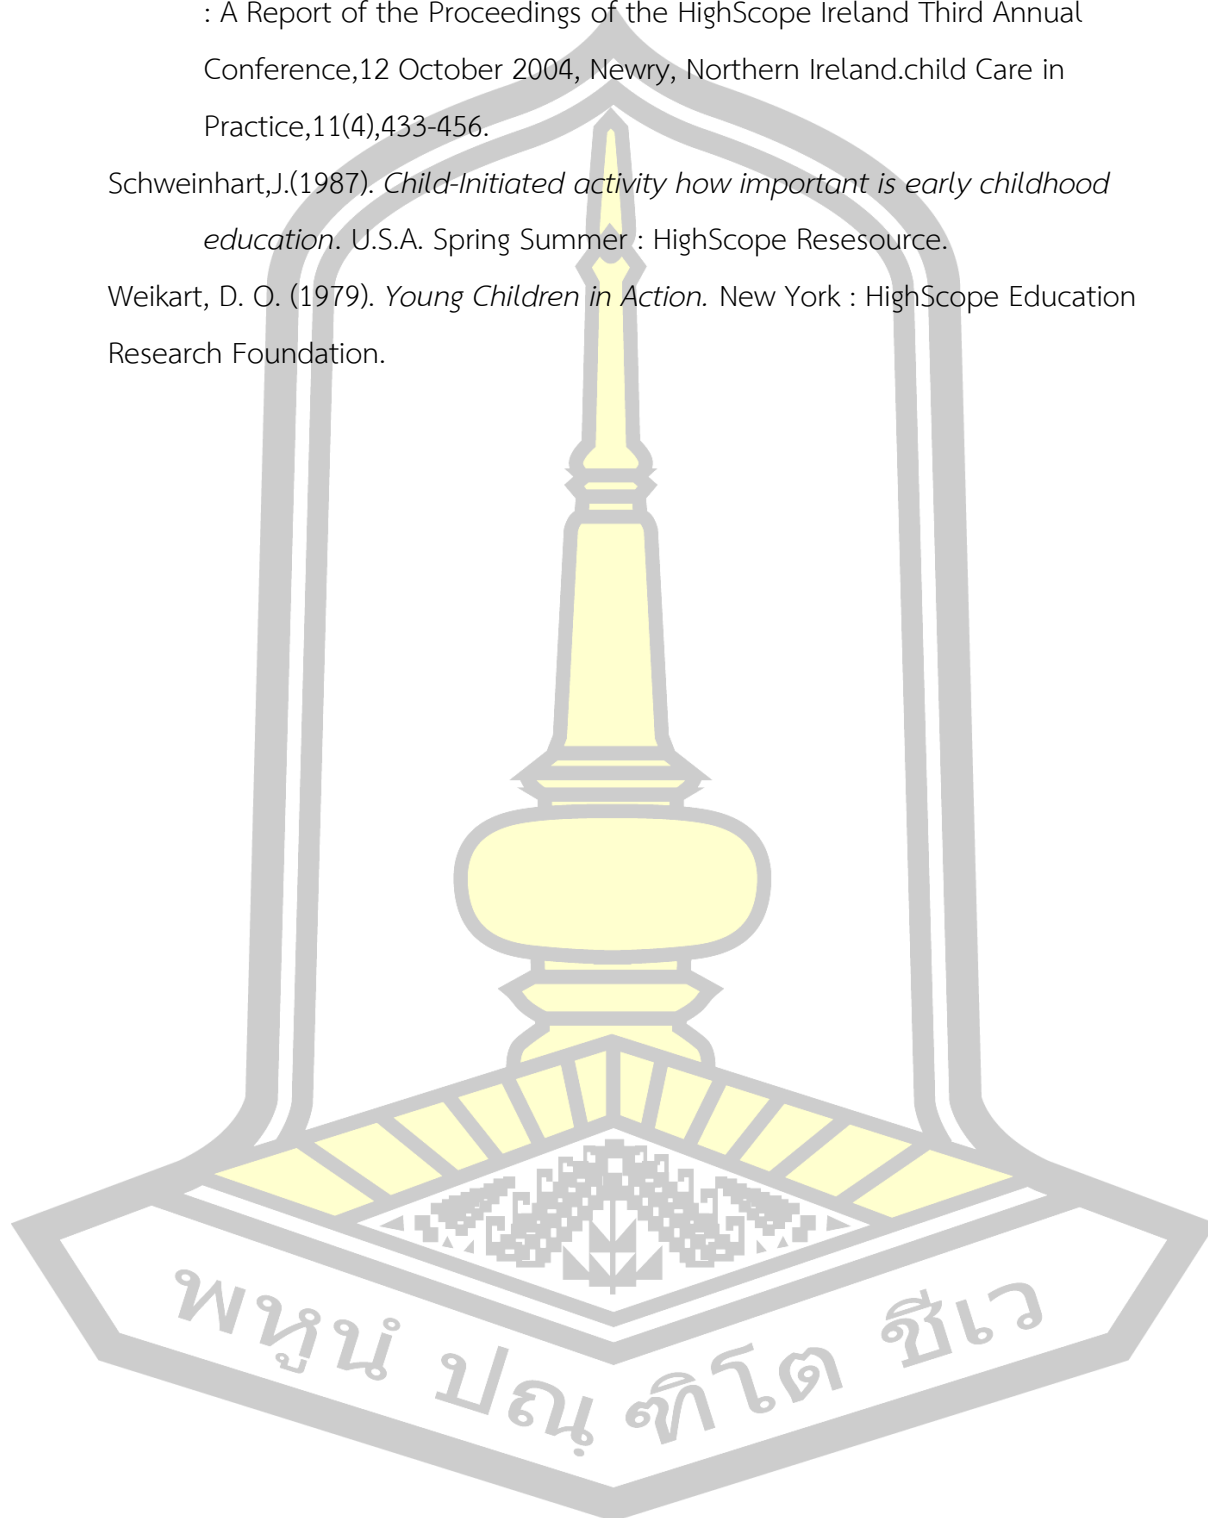 : A Report of the Proceedings of the HighScope Ireland Third Annual
Conference,12 October 2004, Newry, Northern Ireland.child Care in
Practice,11(4),433-456.
Schweinhart,J.(1987). Child-Initiated activity how important is early childhood
education. U.S.A. Spring Summer : HighScope Resesource.
Weikart, D. O. (1979). Young Children in Action. New York : HighScope Education
Research Foundation.
พหูนํ ปณฺ ฑิโต ชีเว